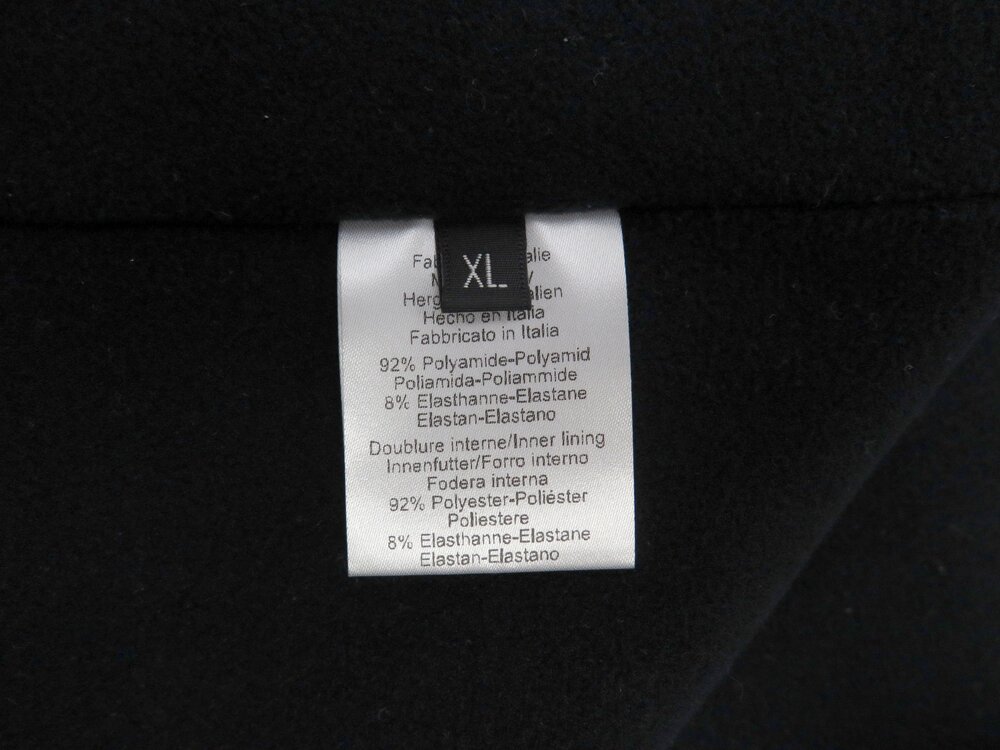 XL
Hecho en Italia
Fabbricato in Italia
92% Polyamide-Polyamid
Poliamida-Poliammide
8% Elasthanne-Elastane
Elastan-Elastano
Doublure interne/Inner lining
Innenfutter/Forro interno
Fodera interna
92% Polyester-Poliéster
Poliestere
8% Elasthanne-Elastane
Elastan-Elastano